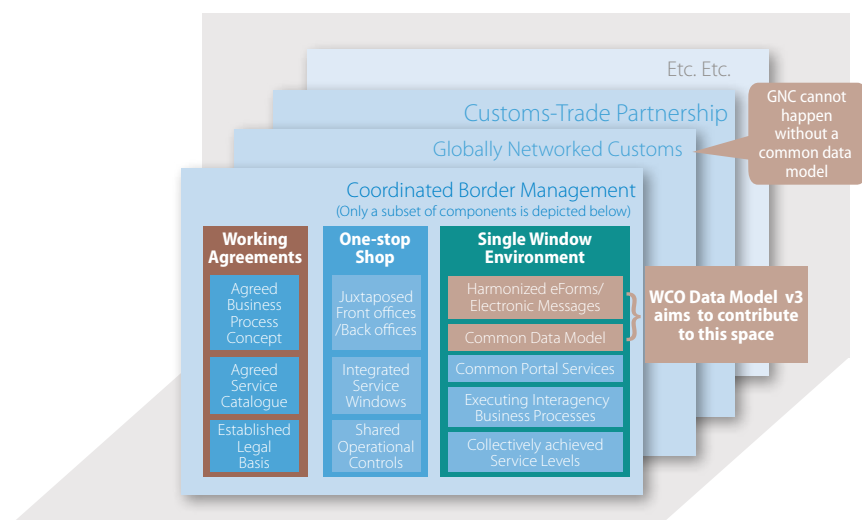 Etc. Etc.
Customs-Trade Partnership
GNC cannot
happen
without a
common data
model
Globally Networked Customs
Coordinated Border Management
(Only a subset of components is depicted below)
Working
Agreements
Agreed
Business
Process
Concept
Agreed
Service
Catalogue
Established
Legal
Basis
One-stop
Shop
Juxtaposed
Front offices
/Back offices
Integrated
Service
Windows
Shared
Operational
Controls
Single Window
Environment
Harmonized eForms/
Electronic Messages
Common Data Model
Common Portal Services
Executing Interagency
Business Processes
Collectively achieved
Service Levels
WCO Data Model v3
aims to contribute
to this space